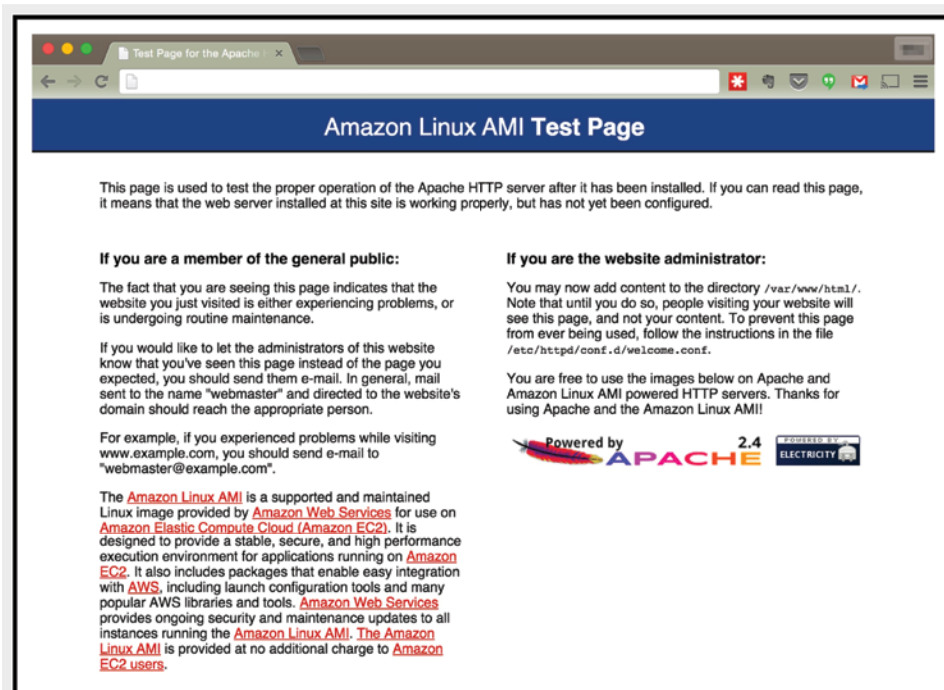 Test Page for the Apache
Amazon Linux AMI Test Page
This page is used to test the proper operation of the Apache HTTP server after it has been installed. If you can read this page,
it means that the web server installed at this site is working properly, but has not yet been configured.
If you are a member of the general public:
The fact that you are seeing this page indicates that the
website you just visited is either experiencing problems, or
is undergoing routine maintenance.
If you would like to let the administrators of this website
know that you've seen this page instead of the page you
expected, you should send them e-mail. In general, mail
sent to the name "webmaster" and directed to the website's
domain should reach the appropriate person.
For example, if you experienced problems while visiting
www.example.com, you should send e-mail to
"webmaster@example.com".
The Amazon Linux AMI is a supported and maintained
Linux image provided by Amazon Web Services for use on
Amazon Elastic Compute Cloud (Amazon EC2). It is
designed to provide a stable, secure, and high performance
execution environment for applications running on Amazon
EC2. It also includes packages that enable easy integration
with AWS, including launch configuration tools and many
popular AWS libraries and tools. Amazon Web Services
provides ongoing security and maintenance updates to all
instances running the Amazon Linux AMI. The Amazon
Linux AMI is provided at no additional charge to Amazon
EC2 users.
If you are the website administrator:
You may now add content to the directory /var/www/html/.
Note that until you do so, people visiting your website will
see this page, and not your content. To prevent this page
from ever being used, follow the instructions in the file
/etc/httpd/conf.d/welcome.conf.
You are free to use the images below on Apache and
Amazon Linux AMI powered HTTP servers. Thanks for
using Apache and the Amazon Linux AMI!
Powered by 2.4
APACHE
POWERED BY
ELECTRICITY